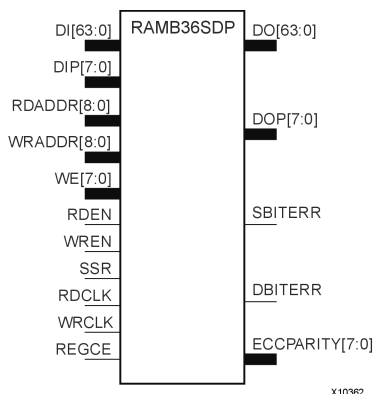 RAMB36SDP
DI[63:0]
DIP[7:0]
RDADDR[8:0]
WRADDR[8:0]
WE[7:0]
RDEN
WREN
SSR
RDCLK
WRCLK
REGCE
DO[63:0]
DOP[7:0]
SBITERR
DBITERR
ECCPARITY[7:0]
X10362